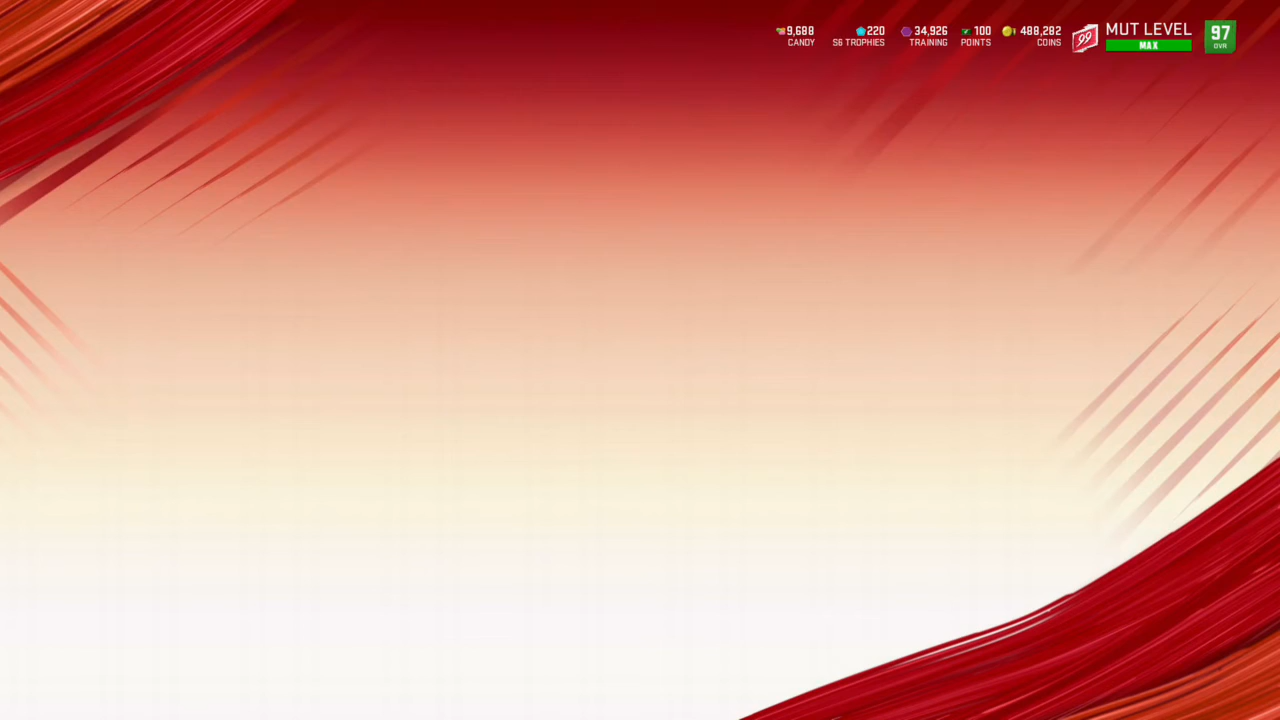 9,688
CANDY
220
S6 TROPHIES
34,926
TRAINING
100
POINTS
488,282
COINS
99
MUT LEVEL
MAX
97
OVR